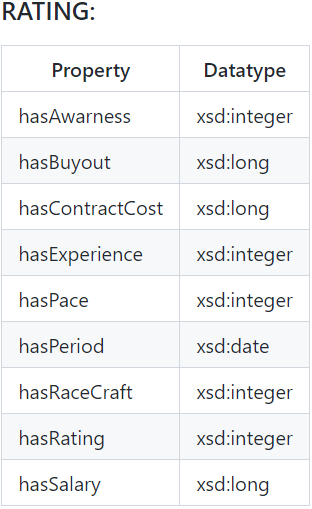 RATING:
Property Datatype
hasAwarness xsd:integer
hasBuyout xsd:long
hasContractCost xsd:long
hasExperience xsd:integer
hasPace xsd:integer
hasPeriod xsd:date
hasRaceCraft xsd:integer
hasRating xsd:integer
hasSalary xsd:long